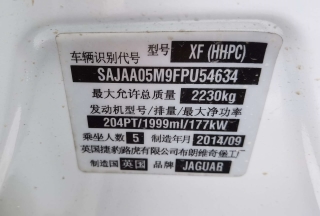 车辆识别代号 型号 XF (HHPC)
SAJAA05M9FPU54634
最大允许总质量 2230kg
发动机型号/排量/最大净功率
204PT/1999ml/177kW
乘坐人数 5 制造年月 2014/09
英国捷豹路虎有限公司布朗维奇堡工厂
制造国 英国 品牌 JAGUAR